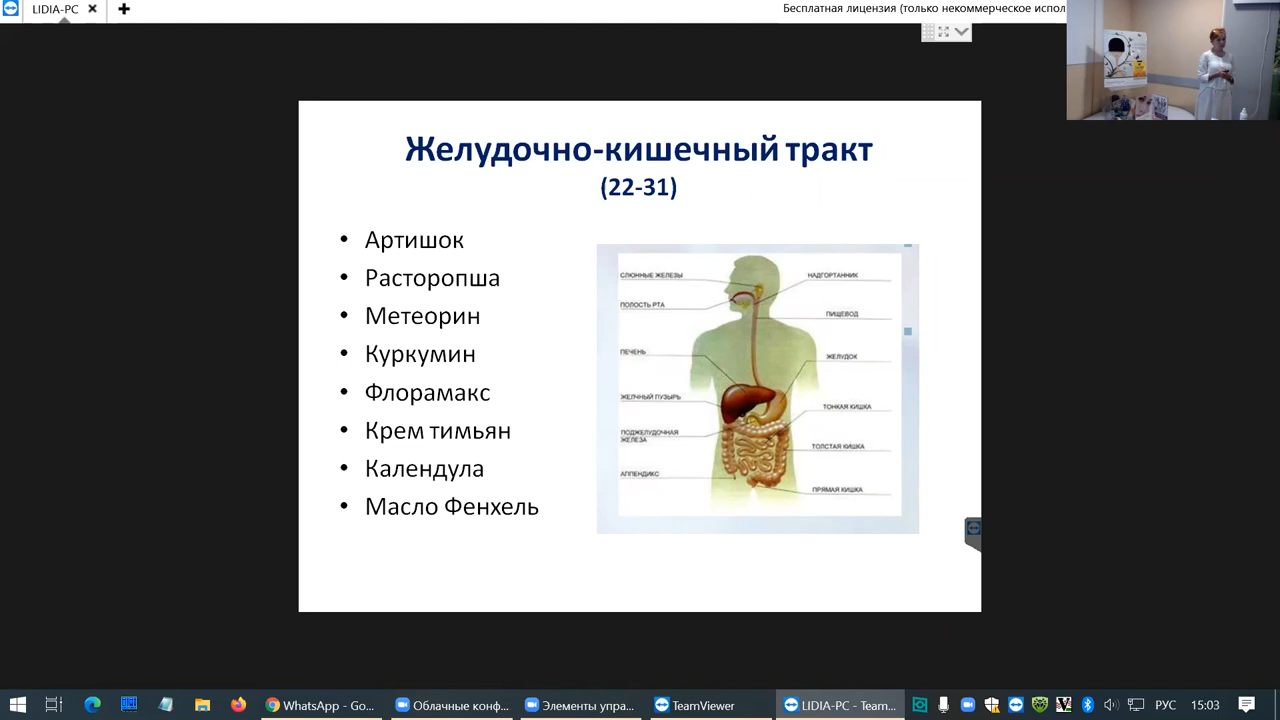 LIDIA-PC
Бесплатная лицензия (только некоммерческое испол
Желудочно-кишечный тракт
(22-31)
• Артишок
• Расторопша
• Метеорин
• Куркумин
• Флорамакс
• Крем тимьян
• Календула
• Масло Фенхель
СЛЮННЫЕ ЖЕЛЕЗЫ
ПОЛОСТЬ РТА
ПЕЧЕНЬ
ЖЕЛЧНЫЙ ПУЗЫРЬ
ПОДЖЕЛУДОЧНАЯ
ЖЕЛЕЗА
АППЕНДИКС
НАДГОРТАННИК
ПИЩЕВОД
ЖЕЛУДОК
ТОНКАЯ КИШКА
ТОЛСТАЯ КИШКА
ПРЯМАЯ КИШКА
WhatsApp - Go...
Облачные конф...
Элементы упра...
TeamViewer
LIDIA-PC - Team...
РУС
15:03